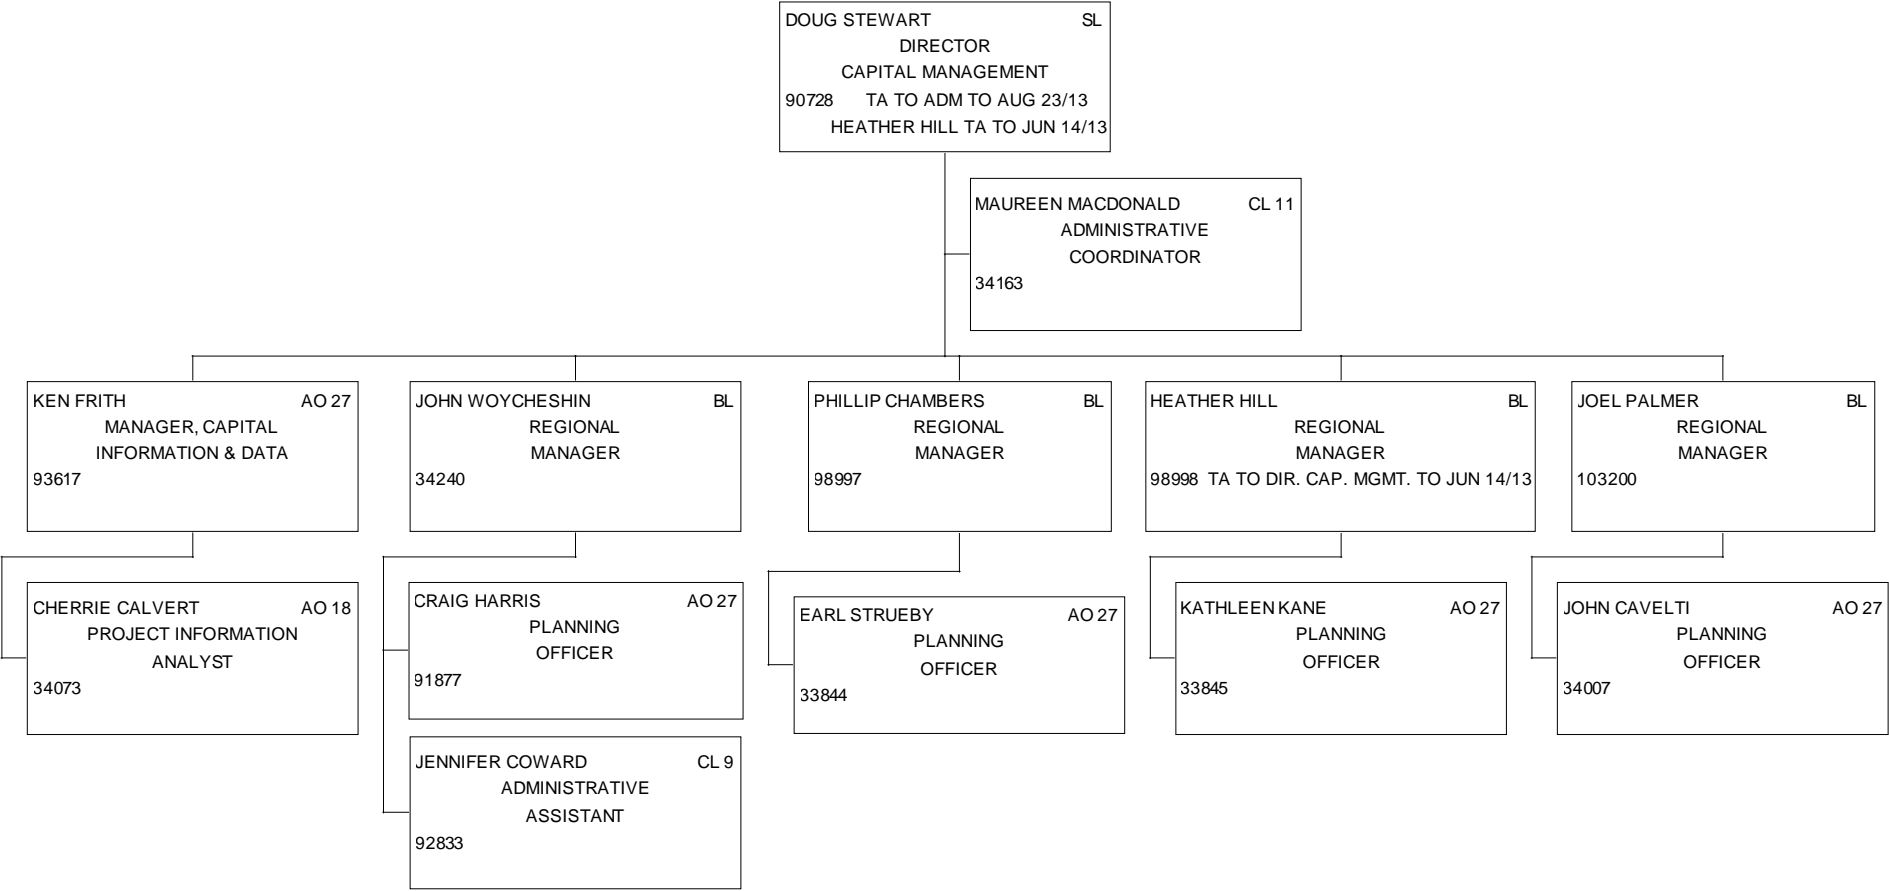 DOUG STEWART SL
DIRECTOR
CAPITAL MANAGEMENT
90728 TA TO ADM TO AUG 23/13
HEATHER HILL TA TO JUN 14/13
MAUREEN MACDONALD CL 11
ADMINISTRATIVE
COORDINATOR
34163
KEN FRITH AO 27
MANAGER, CAPITAL
INFORMATION & DATA
93617
JOHN WOYCHESHIN BL
REGIONAL
MANAGER
34240
PHILLIP CHAMBERS BL
REGIONAL
MANAGER
98997
HEATHER HILL BL
REGIONAL
MANAGER
98998 TA TO DIR. CAP. MGMT. TO JUN 14/13
JOEL PALMER BL
REGIONAL
MANAGER
103200
CHERRIE CALVERT AO 18
PROJECT INFORMATION
ANALYST
34073
CRAIG HARRIS AO 27
PLANNING
OFFICER
91877
JENNIFER COWARD CL 9
ADMINISTRATIVE
ASSISTANT
92833
EARL STRUEBY AO 27
PLANNING
OFFICER
33844
KATHLEEN KANE AO 27
PLANNING
OFFICER
33845
JOHN CAVELTI AO 27
PLANNING
OFFICER
34007